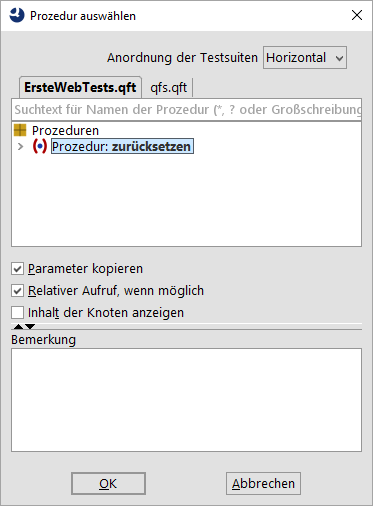 Prozedur auswählen
Anordnung der Testsuiten Horizontal
ErsteWebTests.qft qfs.qft
Suchtext für Namen der Prozedur (*, ? oder Großschreibung
Prozeduren
Prozedur: zurücksetzen
Parameter kopieren
Relativer Aufruf, wenn möglich
Inhalt der Knoten anzeigen
Bemerkung
OK Abbrechen